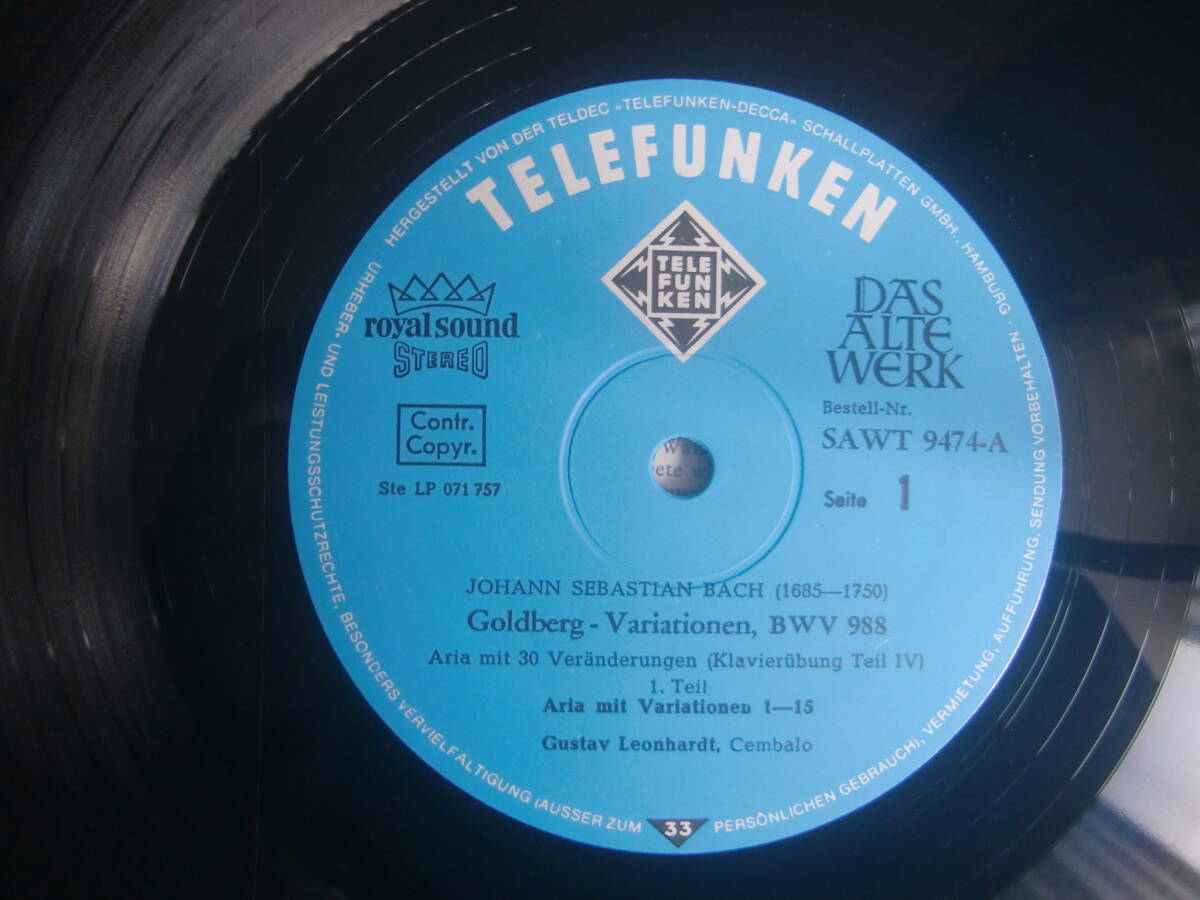 HERGESTELLT VON DER TELDEC »TELEFUNKEN-DECCA« SCHALLPLATTEN GMBH., HAMBURG ·
URHEBER- UND LEISTUNGSSCHUTZRECHTE, BESONDERS VERVIELFÄLTIGUNG (AUSSER ZUM PERSÖNLICHEN GEBRAUCH), VERMIETUNG, AUFFÜHRUNG, SENDUNG VORBEHALTEN ·
TELEFUNKEN
TELE
FUN
KEN
royal sound
STEREO
DAS
ALTE
WERK
Contr.
Copyr.
Bestell-Nr.
SAWT 9474-A
Ste LP 071 757
Seite 1
JOHANN SEBASTIAN BACH (1685—1750)
Goldberg - Variationen, BWV 988
Aria mit 30 Veränderungen (Klavierübung Teil IV)
1. Teil
Aria mit Variationen 1—15
Gustav Leonhardt, Cembalo
33